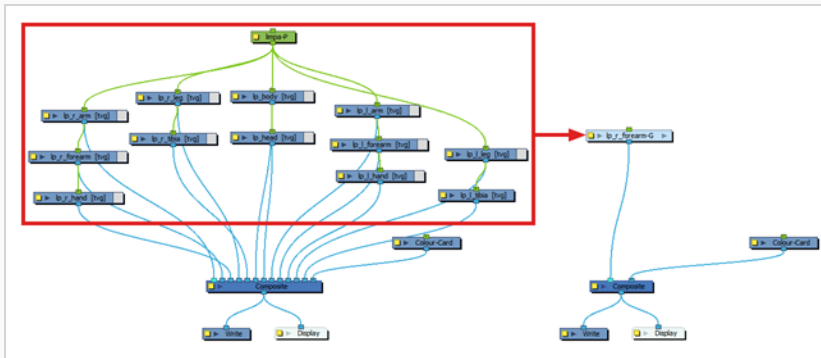 limpa-P
lp_r_leg [tvg]
lp_body [tvg]
lp_r_arm [tvg]
lp_l_arm [tvg]
lp_r_tibia [tvg]
lp_head [tvg]
lp_r_forearm-G
lp_l_forearm [tvg]
lp_r_forearm [tvg]
lp_l_leg [tvg]
lp_l_hand [tvg]
lp_r_hand [tvg]
lp_l_tibia [tvg]
Colour-Card
Colour-Card
Composite
Composite
Write
Display
Write
Display